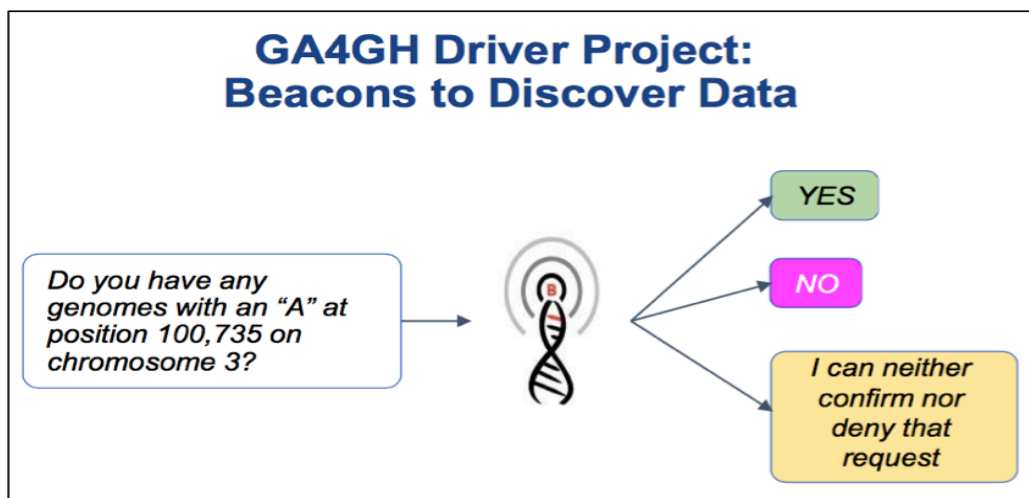 GA4GH Driver Project:
Beacons to Discover Data
Do you have any
genomes with an “A” at
position 100,735 on
chromosome 3?
B
YES
NO
I can neither
confirm nor
deny that
request